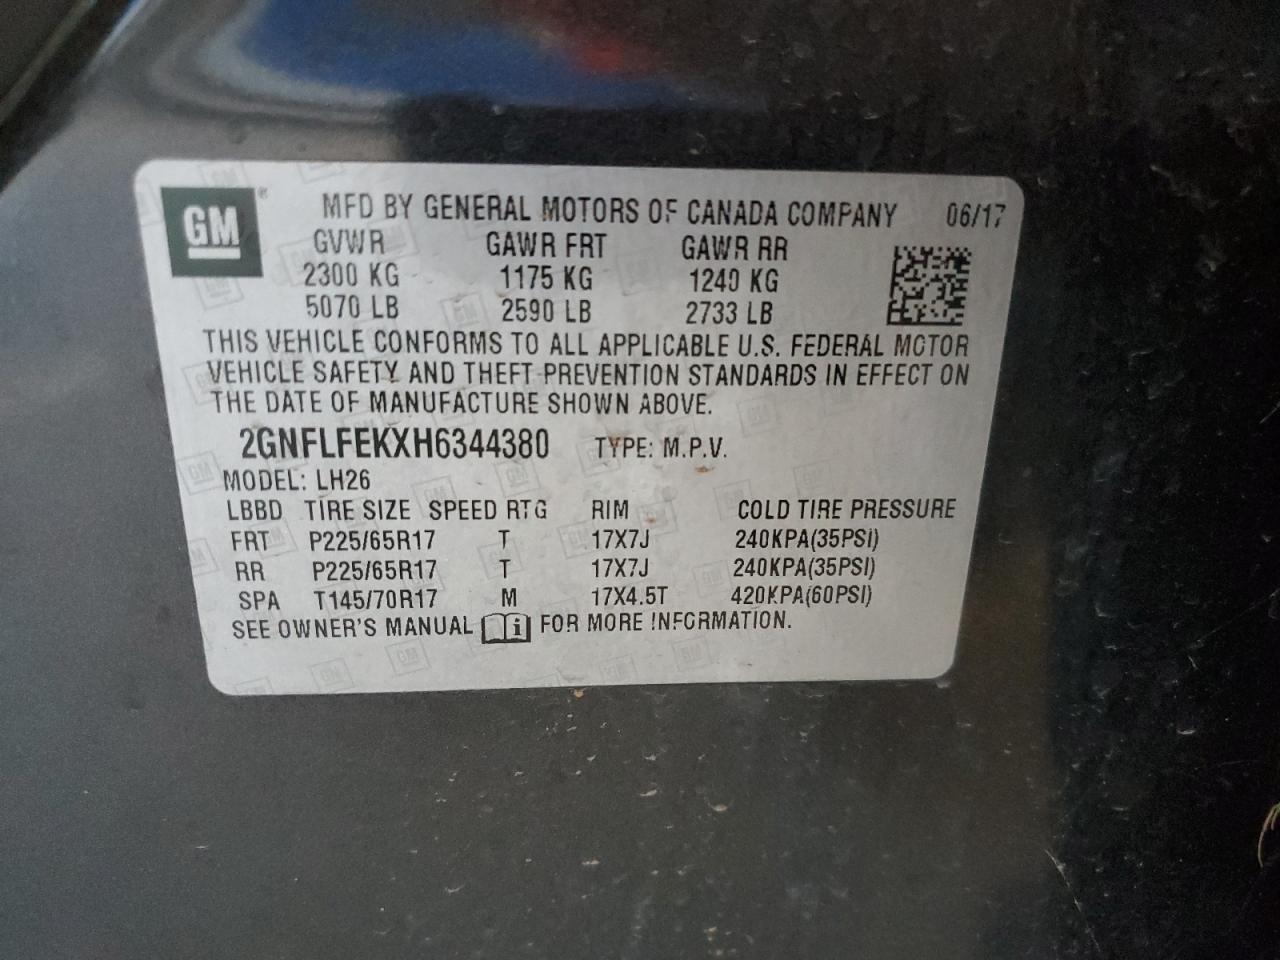 GM ® MFD BY GENERAL MOTORS OF CANADA COMPANY 06/17
GVWR GAWR FRT GAWR RR
2300 KG 1175 KG 1240 KG
5070 LB 2590 LB 2733 LB
THIS VEHICLE CONFORMS TO ALL APPLICABLE U.S. FEDERAL MOTOR
VEHICLE SAFETY AND THEFT PREVENTION STANDARDS IN EFFECT ON
THE DATE OF MANUFACTURE SHOWN ABOVE.
2GNFLFEKXH6344380 TYPE: M.P.V.
MODEL: LH26
LBBD TIRE SIZE SPEED RTG RIM COLD TIRE PRESSURE
FRT P225/65R17 T 17X7J 240KPA(35PSI)
RR P225/65R17 T 17X7J 240KPA(35PSI)
SPA T145/70R17 M 17X4.5T 420KPA(60PSI)
SEE OWNER'S MANUAL i FOR MORE INFORMATION.